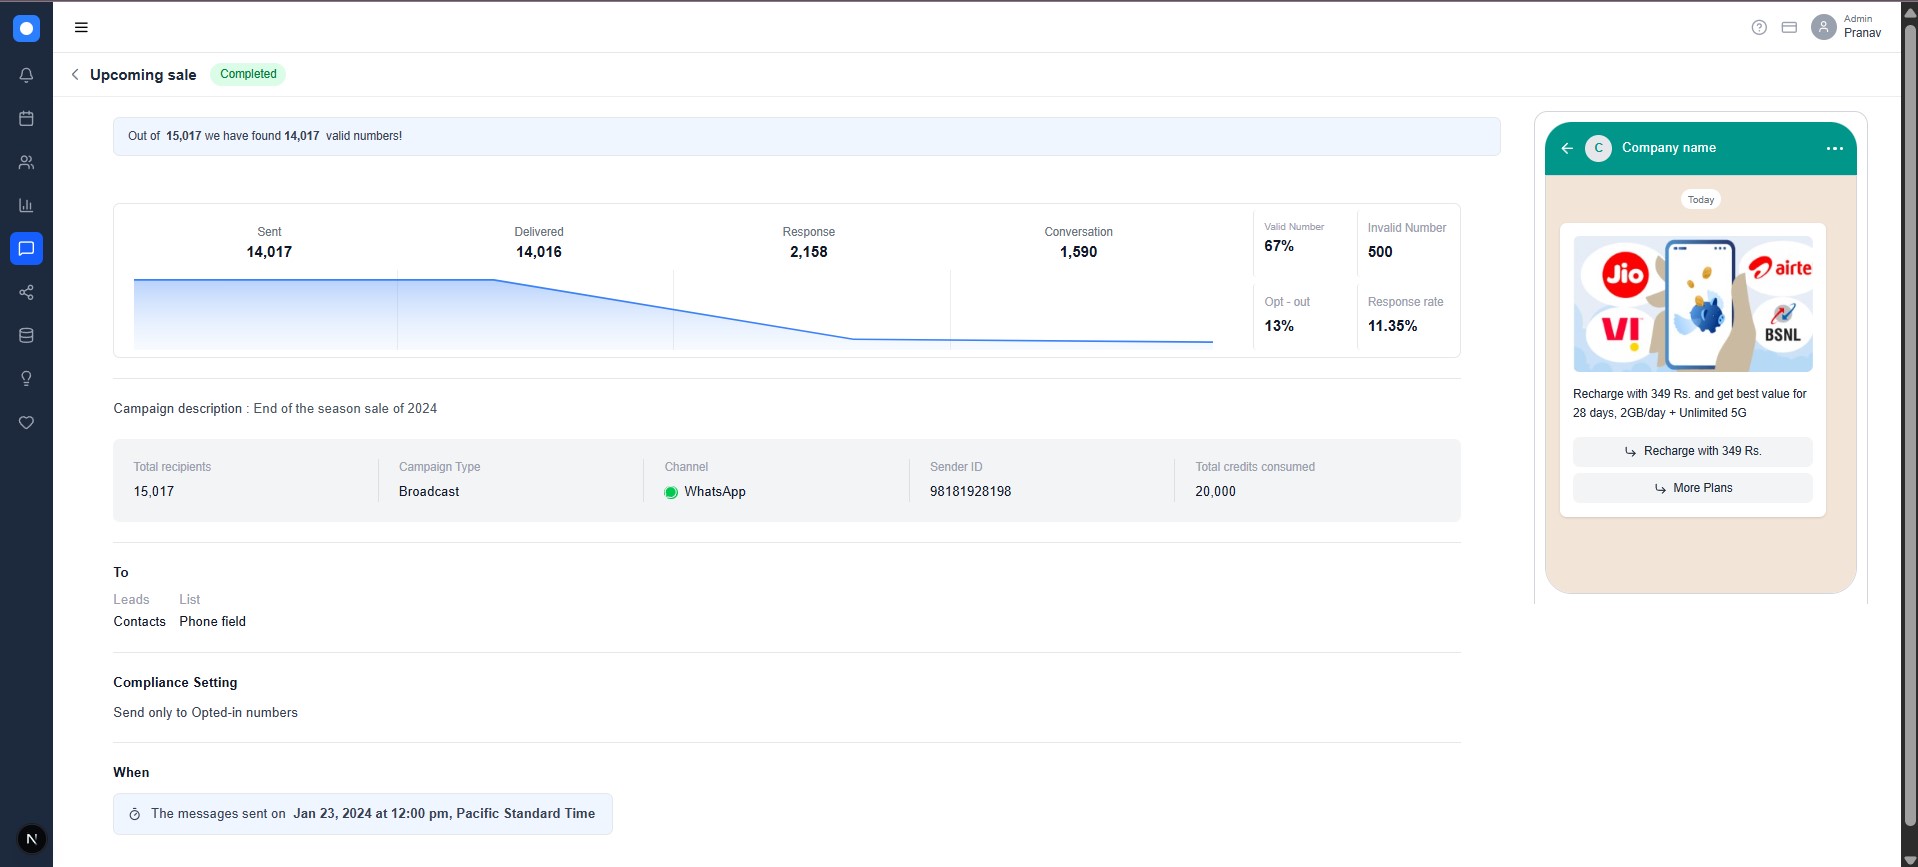 Admin
Pranav
Upcoming sale
Completed
Out of 15,017 we have found 14,017 valid numbers!
Sent
14,017
Delivered
14,016
Response
2,158
Conversation
1,590
Valid Number
67%
Invalid Number
500
Opt - out
13%
Response rate
11.35%
Campaign description : End of the season sale of 2024
Total recipients
15,017
Campaign Type
Broadcast
Channel
WhatsApp
Sender ID
98181928198
Total credits consumed
20,000
To
Leads
Contacts
List
Phone field
Compliance Setting
Send only to Opted-in numbers
When
The messages sent on Jan 23, 2024 at 12:00 pm, Pacific Standard Time
N
C
Company name
Today
Jio
airte
VI
BSNL
Recharge with 349 Rs. and get best value for
28 days, 2GB/day + Unlimited 5G
Recharge with 349 Rs.
More Plans